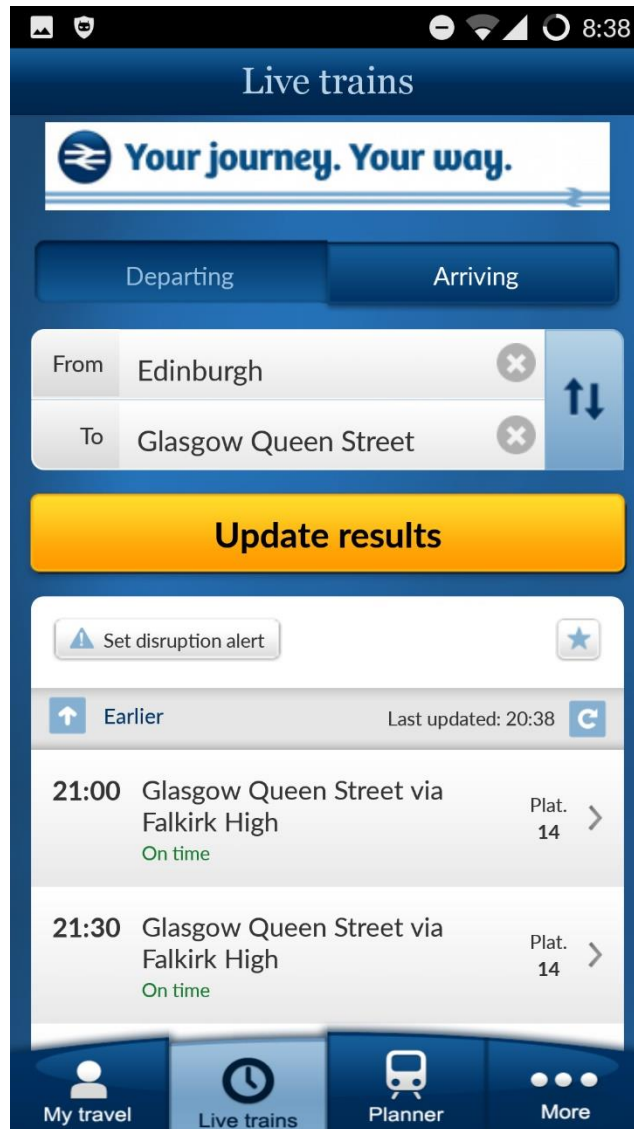 8:38
Live trains
Your journey. Your way.
Departing
Arriving
From Edinburgh
To Glasgow Queen Street
Update results
Set disruption alert
Earlier
Last updated: 20:38
21:00 Glasgow Queen Street via
Falkirk High
On time
Plat.
14
21:30 Glasgow Queen Street via
Falkirk High
On time
Plat.
14
My travel
Live trains
Planner
More